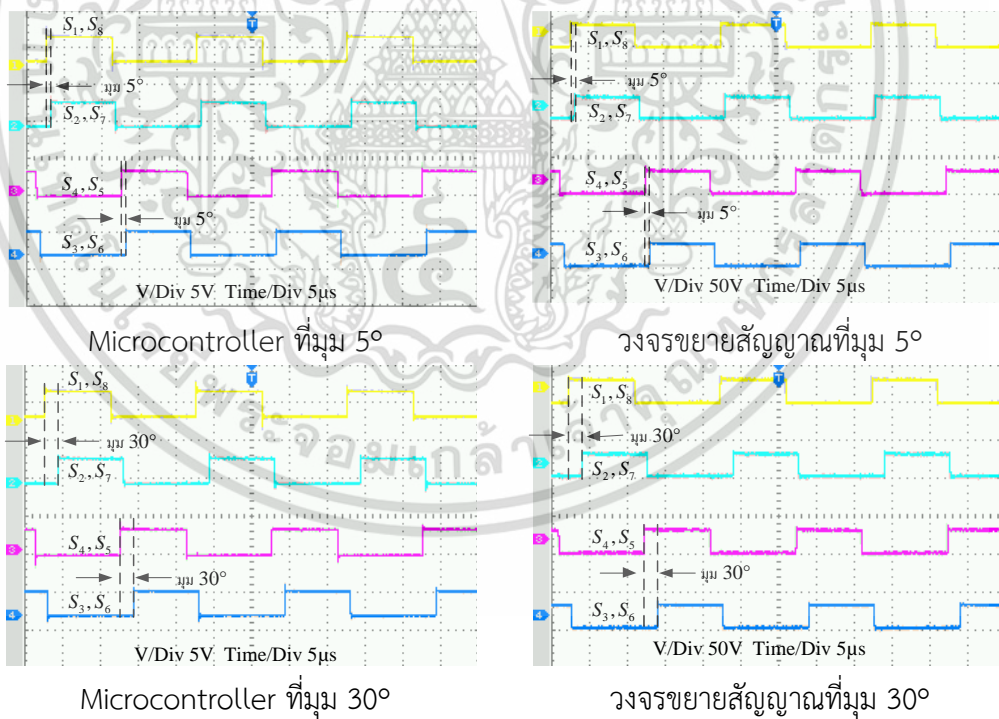 S1, S8
มุม 5°
S2, S7
S4, S5
มุม 5°
S3, S6
V/Div 5V Time/Div 5µs
Microcontroller ที่มุม 5°
S1, S8
มุม 5°
S2, S7
S4, S5
มุม 5°
S3, S6
V/Div 50V Time/Div 5µs
วงจรขยายสัญญาณที่มุม 5°
S1, S8
มุม 30°
S2, S7
S4, S5
มุม 30°
S3, S6
V/Div 5V Time/Div 5µs
Microcontroller ที่มุม 30°
S1, S8
มุม 30°
S2, S7
S4, S5
มุม 30°
S3, S6
V/Div 50V Time/Div 5µs
วงจรขยายสัญญาณที่มุม 30°